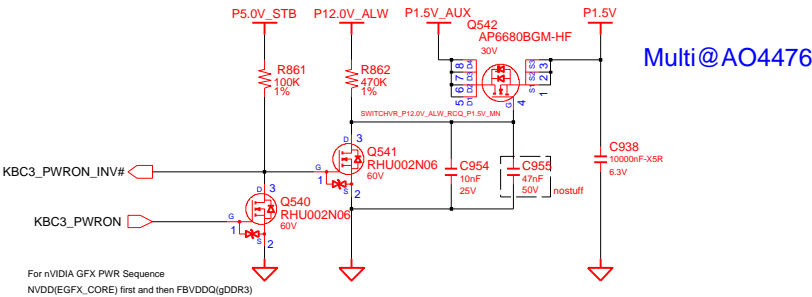 P5.0V_STB P12.0V_ALW P1.5V_AUX P1.5V
Q542
AP6680BGM-HF
30V
Multi@AO4476
R861
100K
1%
R862
470K
1%
8 D4
7 D3
6 D2
5 D1
S3 3
S2 2
S1 1
G
4
SWITCHVR_P12.0V_ALW_RCQ_P1.5V_MN
D 3
Q541
RHU002N06
60V
G
1
S
2
C954
10nF
25V
C955
47nF
50V
nostuff
C938
10000nF-X5R
6.3V
KBC3_PWRON_INV#
D 3
Q540
RHU002N06
60V
G
1
S
2
KBC3_PWRON
For nVIDIA GFX PWR Sequence
NVDD(EGFX_CORE) first and then FBVDDQ(gDDR3)